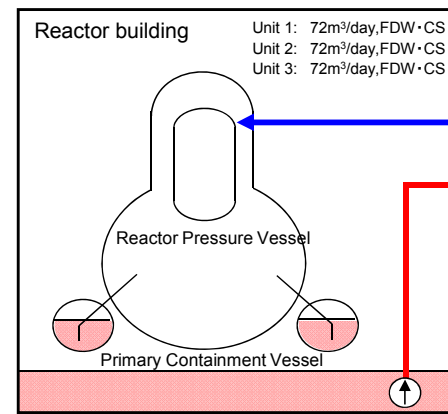 Reactor building
Unit 1: 72m³/day,FDW・CS
Unit 2: 72m³/day,FDW・CS
Unit 3: 72m³/day,FDW・CS
Reactor Pressure Vessel
Primary Containment Vessel